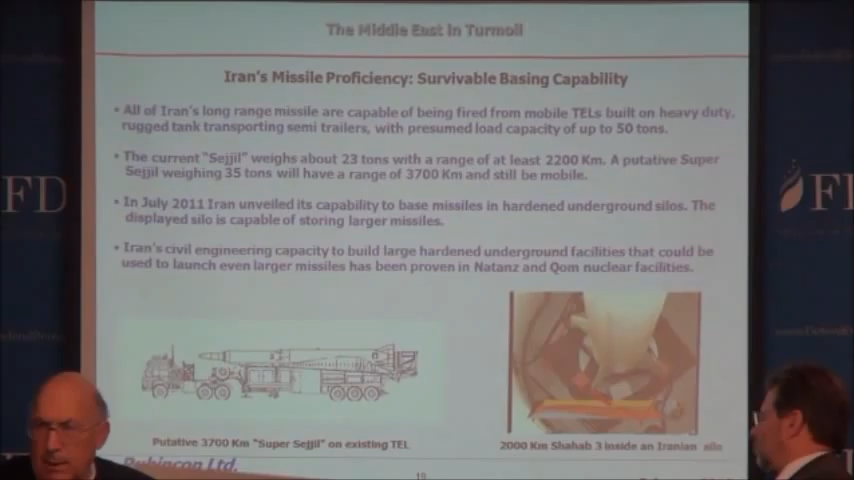 The Middle East in Turmoil
Iran's Missile Proficiency: Survivable Basing Capability
• All of Iran's long range missile are capable of being fired from mobile TELs built on heavy duty,
rugged tank transporting semi trailers, with presumed load capacity of up to 50 tons.
• The current "Sejjil" weighs about 23 tons with a range of at least 2200 Km. A putative Super
Sejjil weighing 35 tons will have a range of 3700 Km and still be mobile.
• In July 2011 Iran unveiled its capability to base missiles in hardened underground silos. The
displayed silo is capable of storing larger missiles.
• Iran's civil engineering capacity to build large hardened underground facilities that could be
used to launch even larger missiles has been proven in Natanz and Qom nuclear facilities.
FD
FD
Putative 3700 Km "Super Sejjil" on existing TEL
2000 Km Shahab 3 inside an Iranian silo
Rubincon Ltd.
19